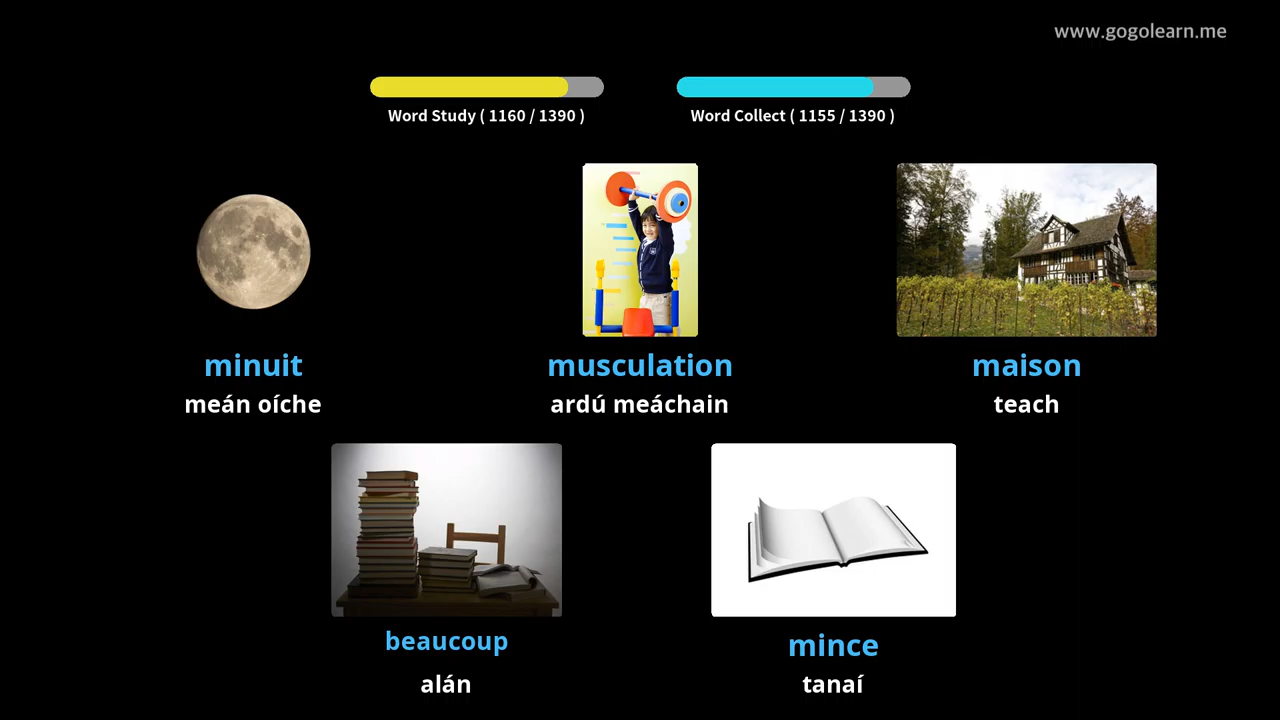 www.gogolearn.me
Word Study ( 1160 / 1390 )
Word Collect ( 1155 / 1390 )
minuit
meán oíche
musculation
ardú meáchain
maison
teach
beaucoup
alán
mince
tanaí